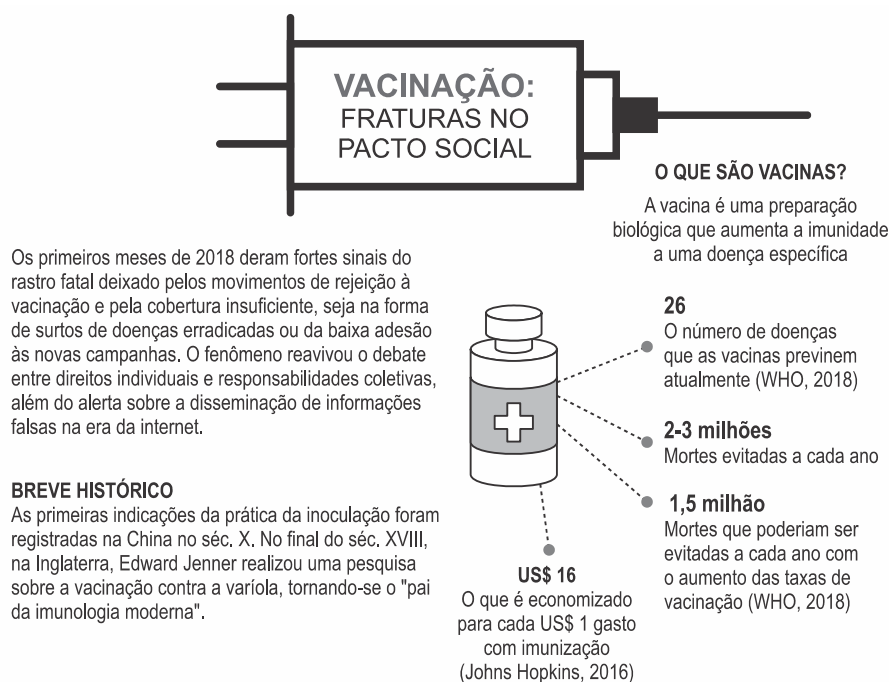 VACINAÇÃO:
FRATURAS NO
PACTO SOCIAL
O QUE SÃO VACINAS?
A vacina é uma preparação
biológica que aumenta a imunidade
a uma doença específica
Os primeiros meses de 2018 deram fortes sinais do
rastro fatal deixado pelos movimentos de rejeição à
vacinação e pela cobertura insuficiente, seja na forma
de surtos de doenças erradicadas ou da baixa adesão
às novas campanhas. O fenômeno reavivou o debate
entre direitos individuais e responsabilidades coletivas,
além do alerta sobre a disseminação de informações
falsas na era da internet.
BREVE HISTÓRICO
As primeiras indicações da prática da inoculação foram
registradas na China no séc. X. No final do séc. XVIII,
na Inglaterra, Edward Jenner realizou uma pesquisa
sobre a vacinação contra a varíola, tornando-se o "pai
da imunologia moderna".
26
O número de doenças
que as vacinas previnem
atualmente (WHO, 2018)
2-3 milhões
Mortes evitadas a cada ano
1,5 milhão
Mortes que poderiam ser
evitadas a cada ano com
o aumento das taxas de
vacinação (WHO, 2018)
US$ 16
O que é economizado
para cada US$ 1 gasto
com imunização
(Johns Hopkins, 2016)